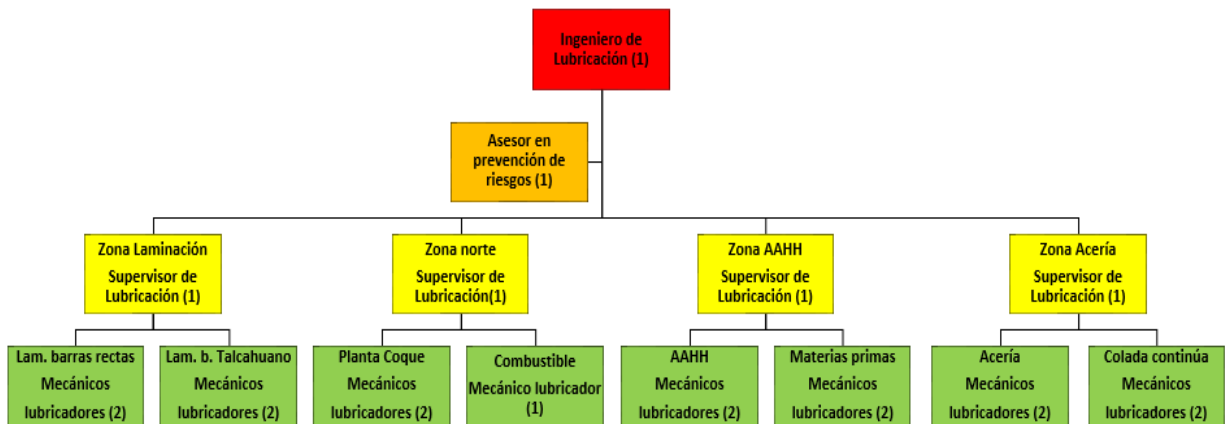 Ingeniero de
Lubricación (1)
Asesor en
prevención de
riesgos (1)
Zona Laminación
Supervisor de
Lubricación (1)
Zona norte
Supervisor de
Lubricación(1)
Zona AAHH
Supervisor de
Lubricación (1)
Zona Acería
Supervisor de
Lubricación (1)
Lam. barras rectas
Mecánicos
lubricadores (2)
Lam. b. Talcahuano
Mecánicos
lubricadores (2)
Planta Coque
Mecánicos
lubricadores (2)
Combustible
Mecánico lubricador
(1)
AAHH
Mecánicos
lubricadores (2)
Materias primas
Mecánicos
lubricadores (2)
Acería
Mecánicos
lubricadores (2)
Colada continúa
Mecánicos
lubricadores (2)